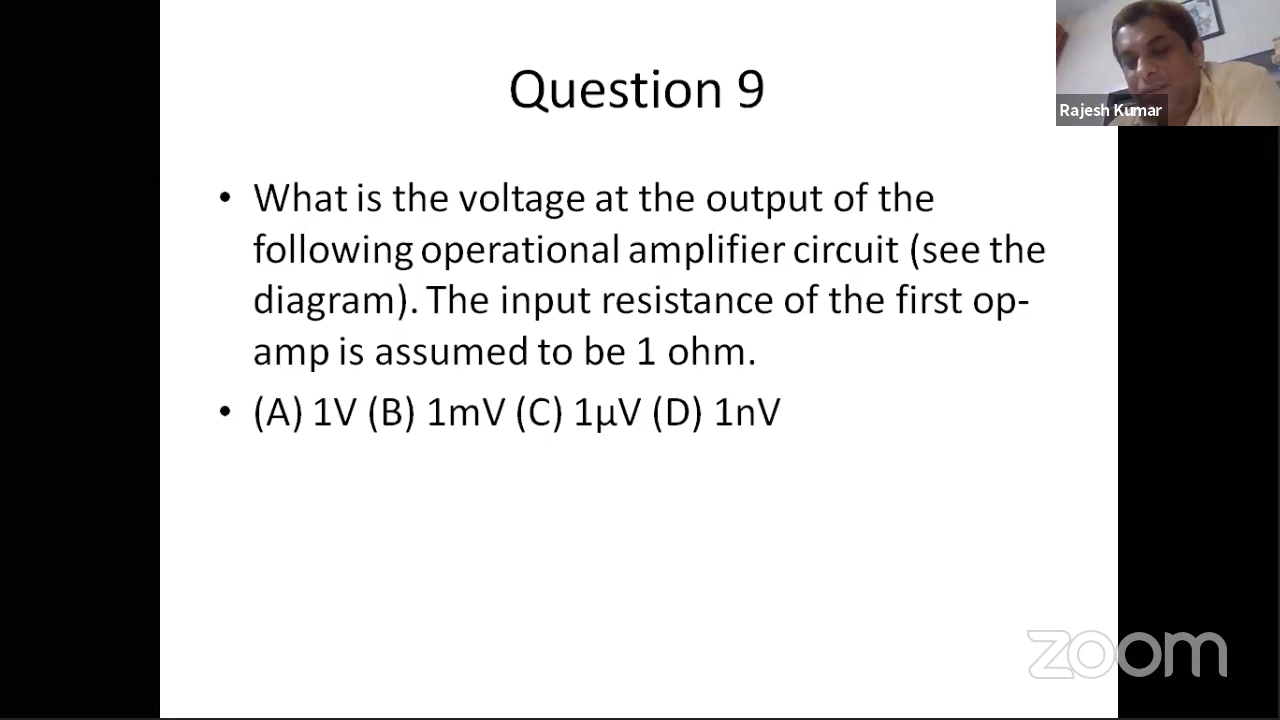 Question 9
Rajesh Kumar
• What is the voltage at the output of the
following operational amplifier circuit (see the
diagram). The input resistance of the first op-
amp is assumed to be 1 ohm.
• (A) 1V (B) 1mV (C) 1µV (D) 1nV
zoom